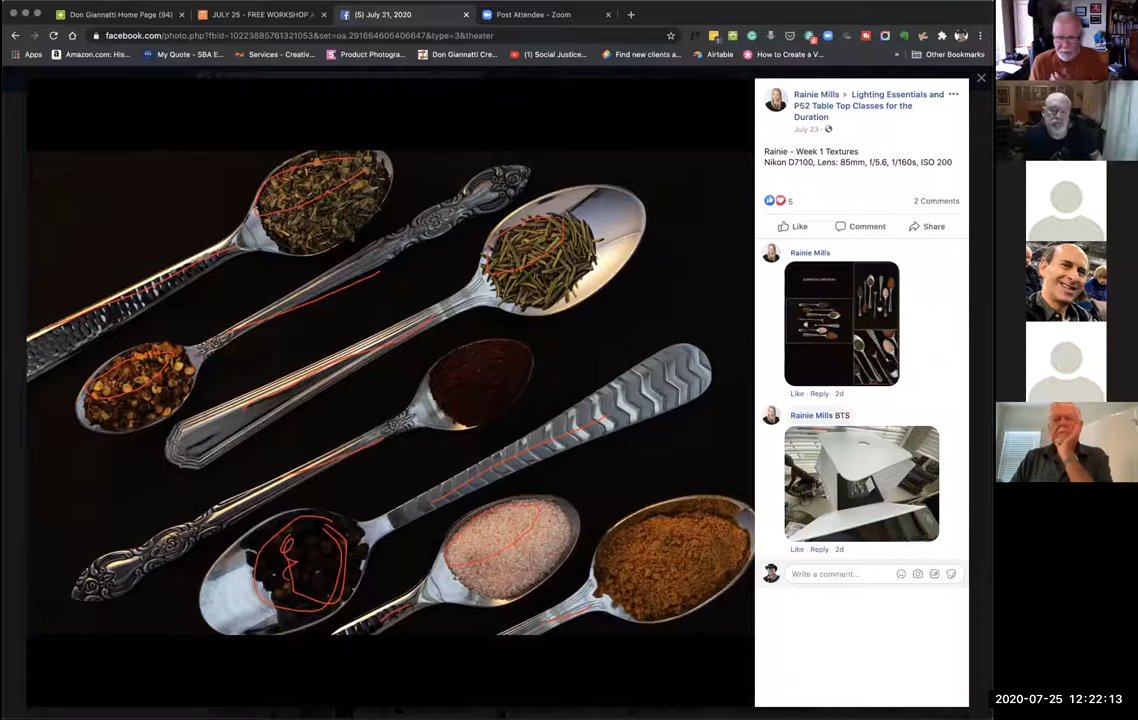 Don Giannatti Home Page (94)
JULY 25 - FREE WORKSHOP A
(5) July 21, 2020
Post Attendee - Zoom
facebook.com/photo.php?fbid=10223885761321053&set=oa.291664605406647&type=3&theater
Apps
Amazon.com: His...
My Quote - SBA E...
Services - Creativ...
Product Photogra...
Don Giannatti Cre...
(1) Social Justice...
Find new clients a...
Airtable
How to Create a V...
Other Bookmarks
Rainie Mills ▸ Lighting Essentials and
P52 Table Top Classes for the
Duration
July 23
Rainie - Week 1 Textures
Nikon D7100, Lens: 85mm, f/5.6, 1/160s, ISO 200
5
2 Comments
Like
Comment
Share
Rainie Mills
Like · Reply · 2d
Rainie Mills BTS
Like · Reply · 2d
Write a comment...
2020-07-25 12:22:13